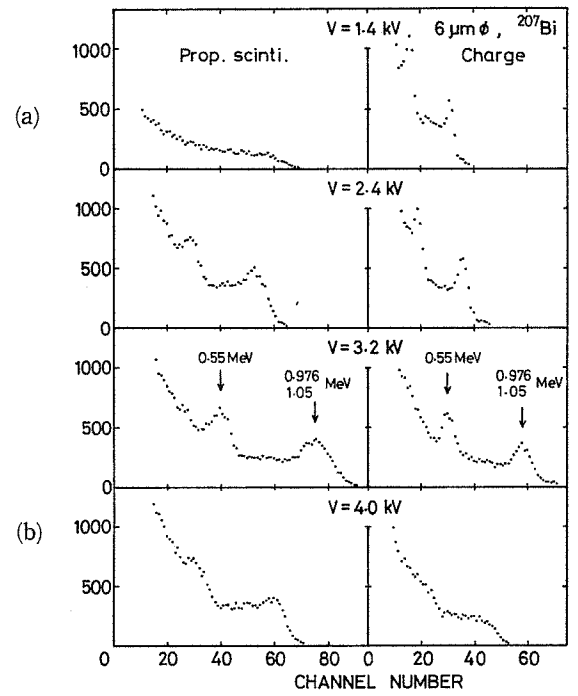 V = 1.4 kV 6 μm φ , ²⁰⁷Bi
Prop. scinti. Charge
(a)
1000
500
0
V = 2.4 kV
1000
500
0
V = 3.2 kV
1000
0.55 MeV 0.976 1.05 MeV
0.55 MeV 0.976 1.05 MeV
500
0
V = 4.0 kV
(b)
1000
500
0 20 40 60 80 0 20 40 60
CHANNEL NUMBER